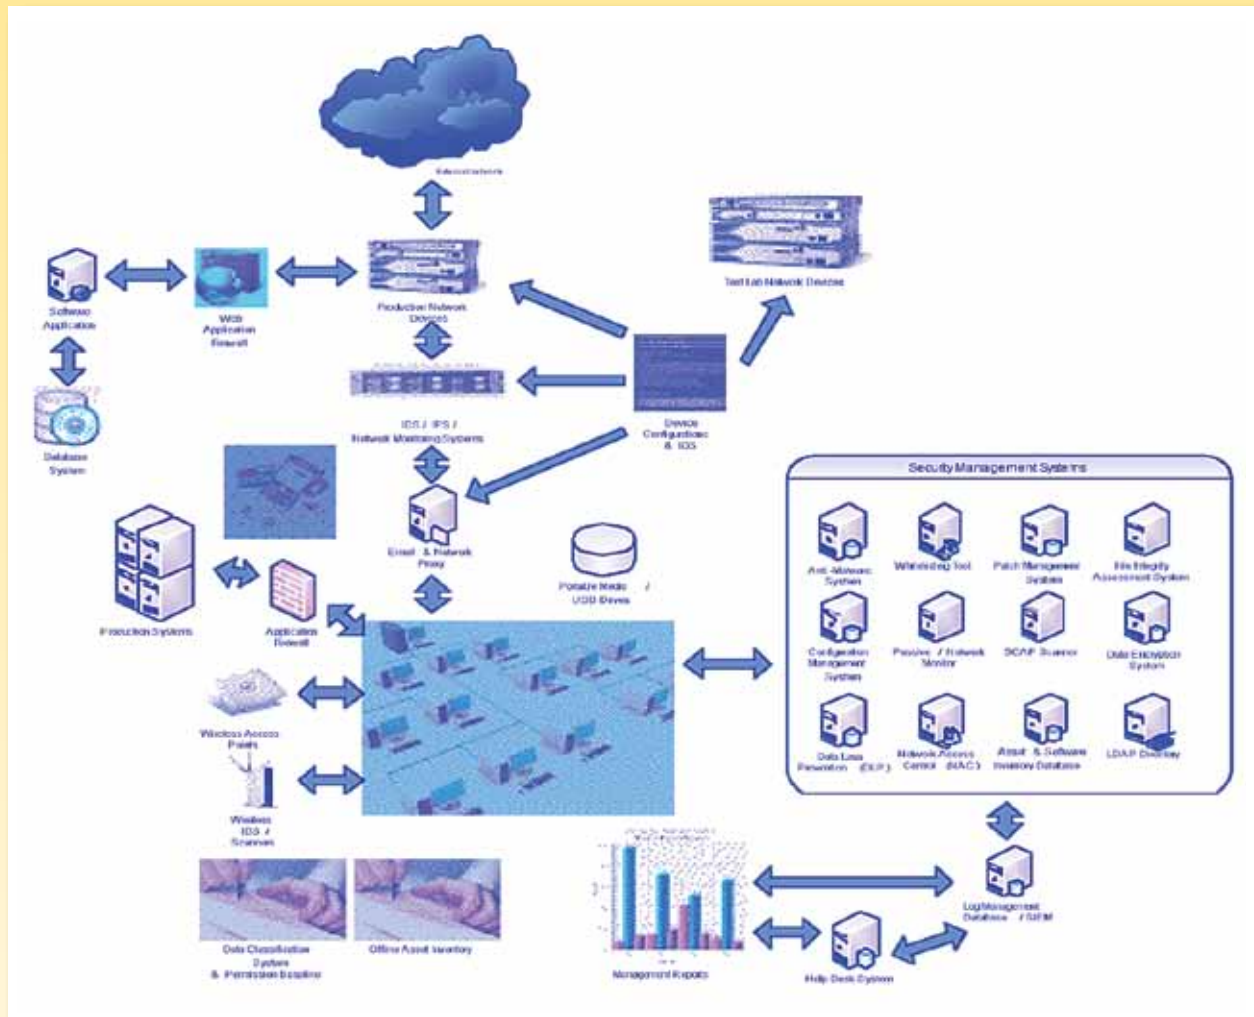 External network
Test Lab Network Devices
Software
Application
Web
Application
Firewall
Production Network
Devices
IDS / IPS /
Network Monitoring Systems
Device
Configurations
& IOS
Database
System
Security Management Systems
Email & Network
Proxy
Portable Media /
USB Drives
Anti-Malware
System
Whitelisting Tool
Patch Management
System
File Integrity
Assessment System
Production Systems
Application
Firewall
Configuration
Management
System
Passive / Network
Monitor
SCAP Scanner
Data Encryption
System
Wireless Access
Points
Data Loss
Prevention (DLP)
Network Access
Control (NAC)
Asset & Software
Inventory Database
LDAP Directory
Wireless
IDS /
Scanners
Log Management
Database / SIEM
Data Classification
System
& Permission Baseline
Offline Asset Inventory
Management Reports
Help Desk System